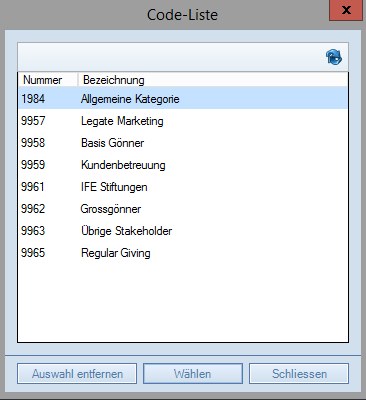 Code-Liste
x
Nummer Bezeichnung
1984 Allgemeine Kategorie
9957 Legate Marketing
9958 Basis Gönner
9959 Kundenbetreuung
9961 IFE Stiftungen
9962 Grossgönner
9963 Übrige Stakeholder
9965 Regular Giving
Auswahl entfernen Wählen Schliessen